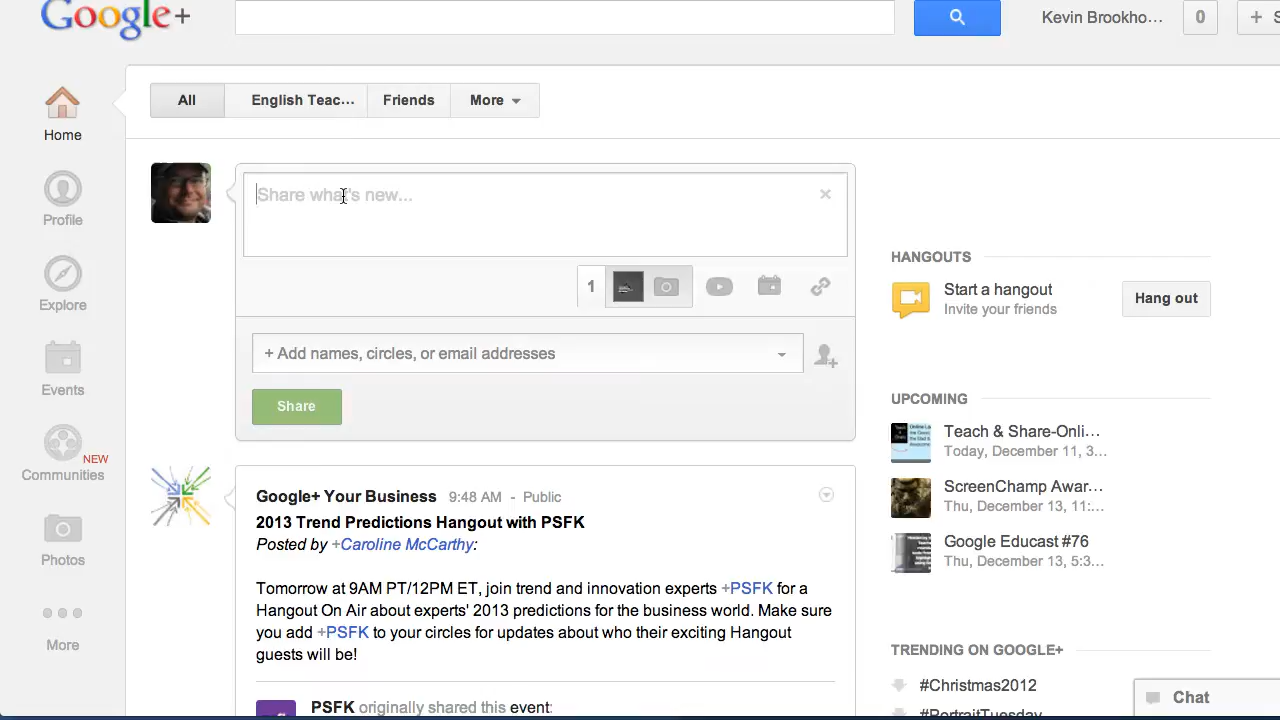 Google+
Kevin Brookho...
0
+ S
All
English Teac...
Friends
More
Home
Profile
Explore
Events
NEW
Communities
Photos
More
Share what's new...
1
+ Add names, circles, or email addresses
Share
Google+ Your Business 9:48 AM - Public
2013 Trend Predictions Hangout with PSFK
Posted by +Caroline McCarthy:
Tomorrow at 9AM PT/12PM ET, join trend and innovation experts +PSFK for a
Hangout On Air about experts' 2013 predictions for the business world. Make sure
you add +PSFK to your circles for updates about who their exciting Hangout
guests will be!
PSFK originally shared this event:
HANGOUTS
Start a hangout
Invite your friends
Hang out
UPCOMING
Teach & Share-Onli...
Today, December 11, 3...
ScreenChamp Awar...
Thu, December 13, 11:...
Google Educast #76
Thu, December 13, 5:3...
TRENDING ON GOOGLE+
#Christmas2012
#PortraitTuesday
Chat